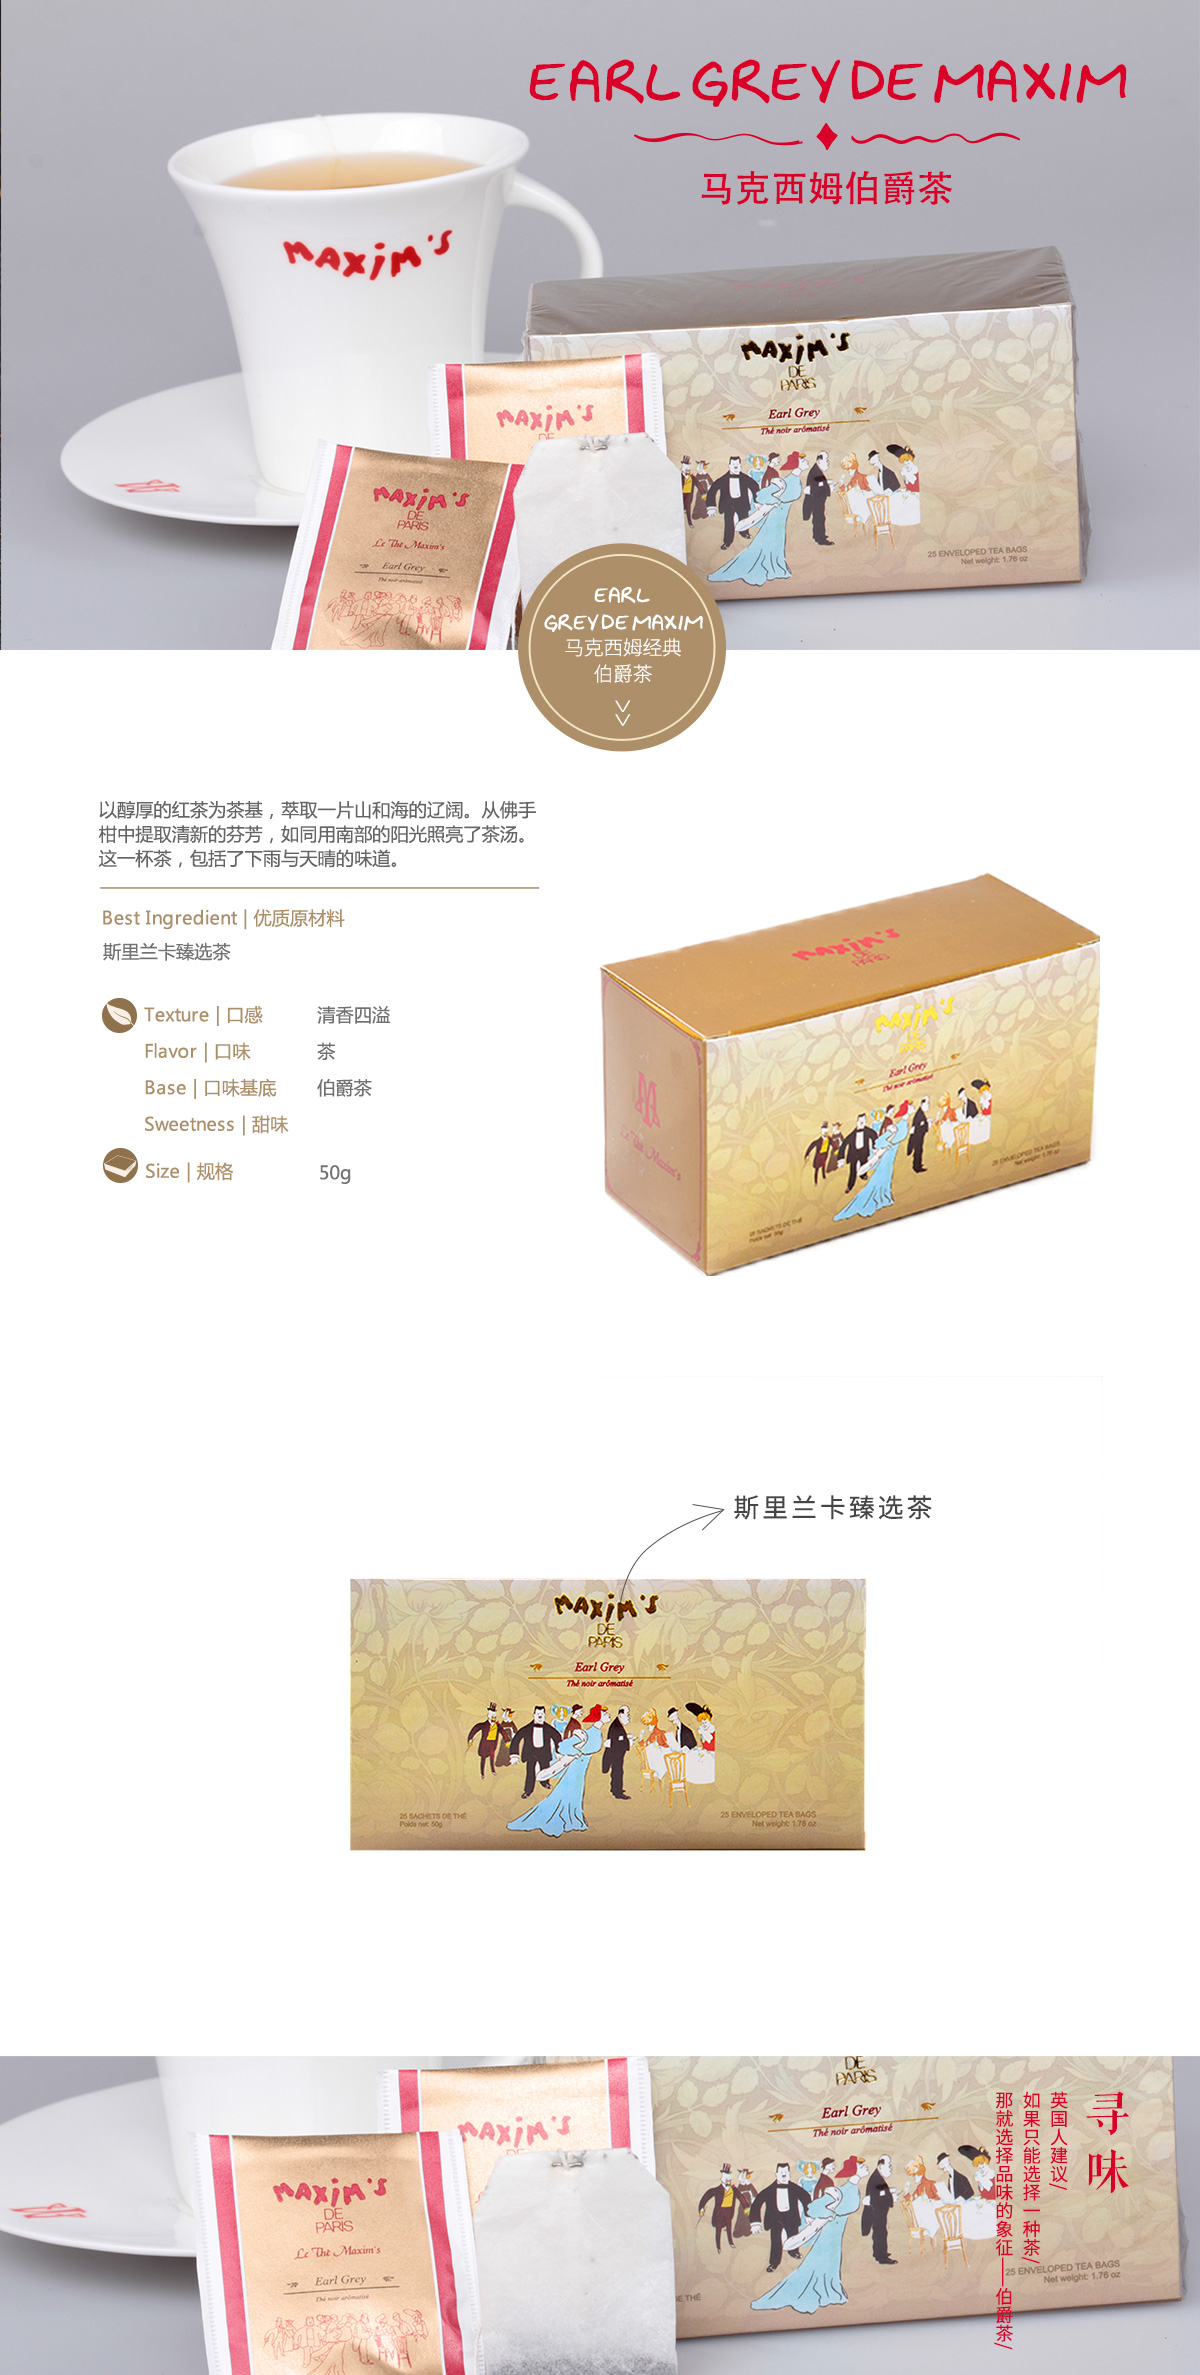 EARL GREY DE MAXIM
马克西姆伯爵茶
MAXIM'S
MAXIM'S
DE
PARIS
Earl Grey
Thé noir arômatisé
25 ENVELOPED TEA BAGS
Net weight: 1.76 oz
MAXIM'S
DE
MAXIM'S
DE
PARIS
Le Thé Maxim's
Earl Grey
Thé noir arômatisé
EARL
GREY DE MAXIM
马克西姆经典
伯爵茶
以醇厚的红茶为茶基，萃取一片山和海的辽阔。从佛手
柑中提取清新的芬芳，如同用南部的阳光照亮了茶汤。
这一杯茶，包括了下雨与天晴的味道。
Best Ingredient | 优质原材料
斯里兰卡臻选茶
Texture | 口感 清香四溢
Flavor | 口味 茶
Base | 口味基底 伯爵茶
Sweetness | 甜味
Size | 规格 50g
MAXIM'S
DE
PARIS
MAXIM'S
DE
PARIS
Earl Grey
Thé noir arômatisé
Le Thé Maxim's
25 ENVELOPED TEA BAGS
Net weight: 1.76 oz
25 SACHETS DE THÉ
Poids net: 50g
斯里兰卡臻选茶
MAXIM'S
DE
PARIS
Earl Grey
Thé noir arômatisé
25 SACHETS DE THÉ
Poids net: 50g
25 ENVELOPED TEA BAGS
Net weight: 1.76 oz
寻味
英国人建议/
如果只能选择一种茶/
那就选择品味的象征——伯爵茶/
DE
PARIS
Earl Grey
Thé noir arômatisé
25 ENVELOPED TEA BAGS
Net weight: 1.76 oz
SE THÉ
MAXIM'S
DE
MAXIM'S
DE
PARIS
Le Thé Maxim's
Earl Grey
Thé noir arômatisé